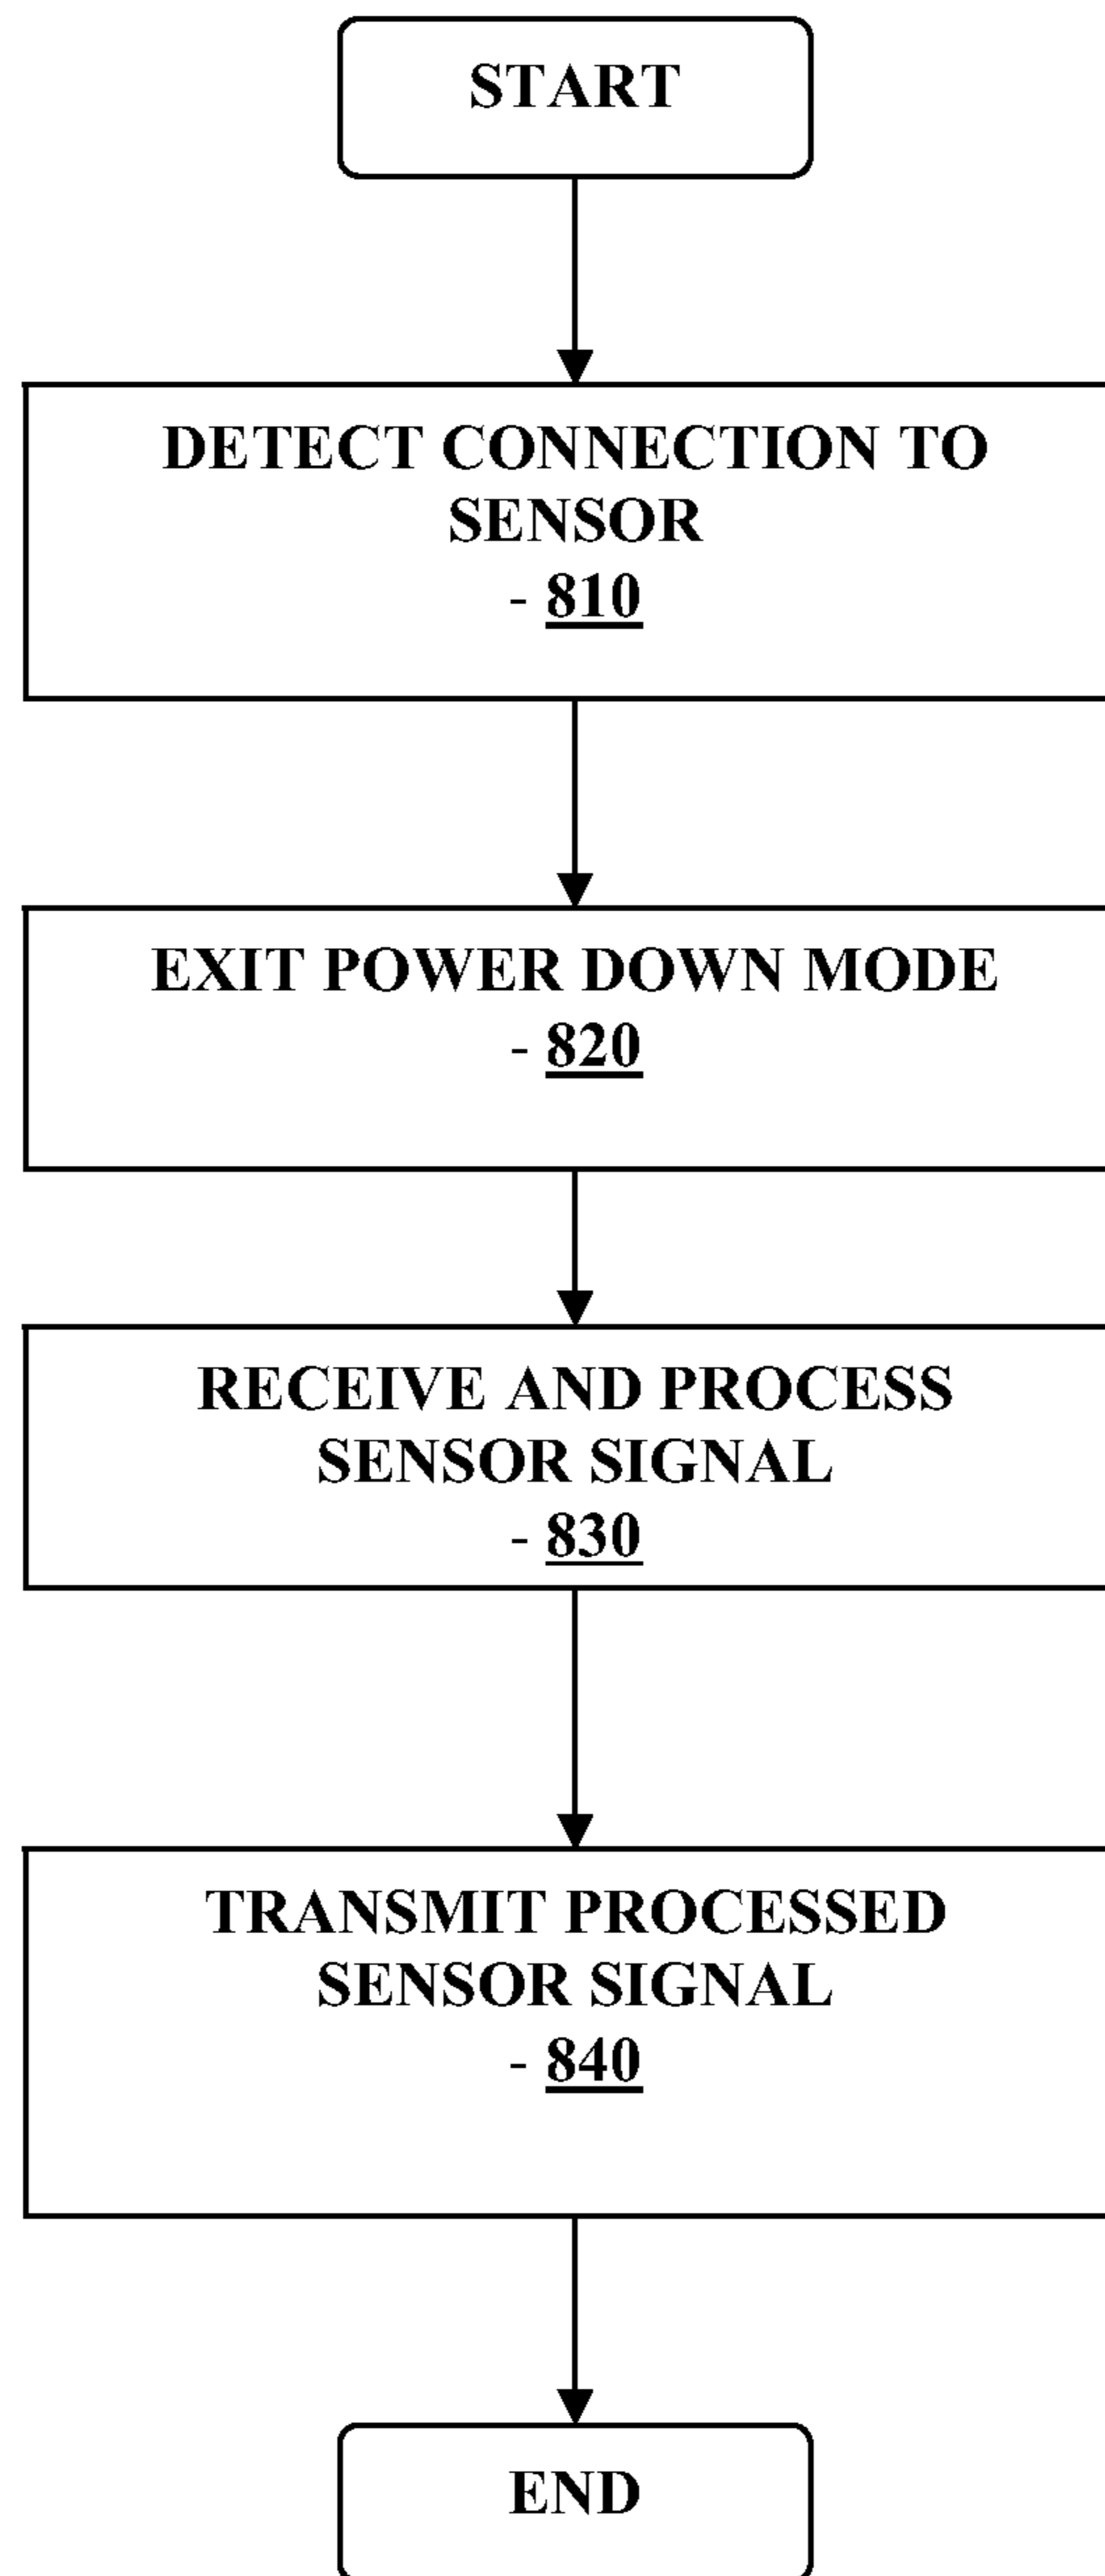 START
DETECT CONNECTION TO
SENSOR
- 810
EXIT POWER DOWN MODE
- 820
RECEIVE AND PROCESS
SENSOR SIGNAL
- 830
TRANSMIT PROCESSED
SENSOR SIGNAL
- 840
END